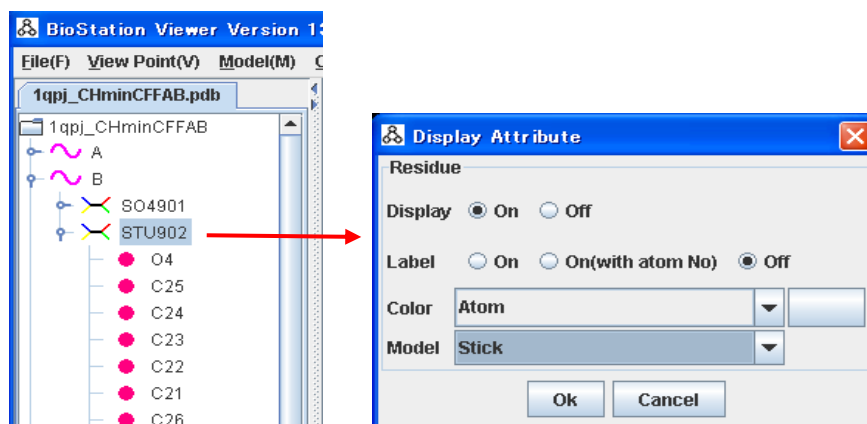 BioStation Viewer Version 1
File(F) View Point(V) Model(M)
1qpj_CHminCFFAB.pdb
1qpj_CHminCFFAB
A
B
SO4901
STU902
O4
C25
C24
C23
C22
C21
C26
Display Attribute
Residue
Display On Off
Label On On(with atom No) Off
Color Atom
Model Stick
Ok Cancel